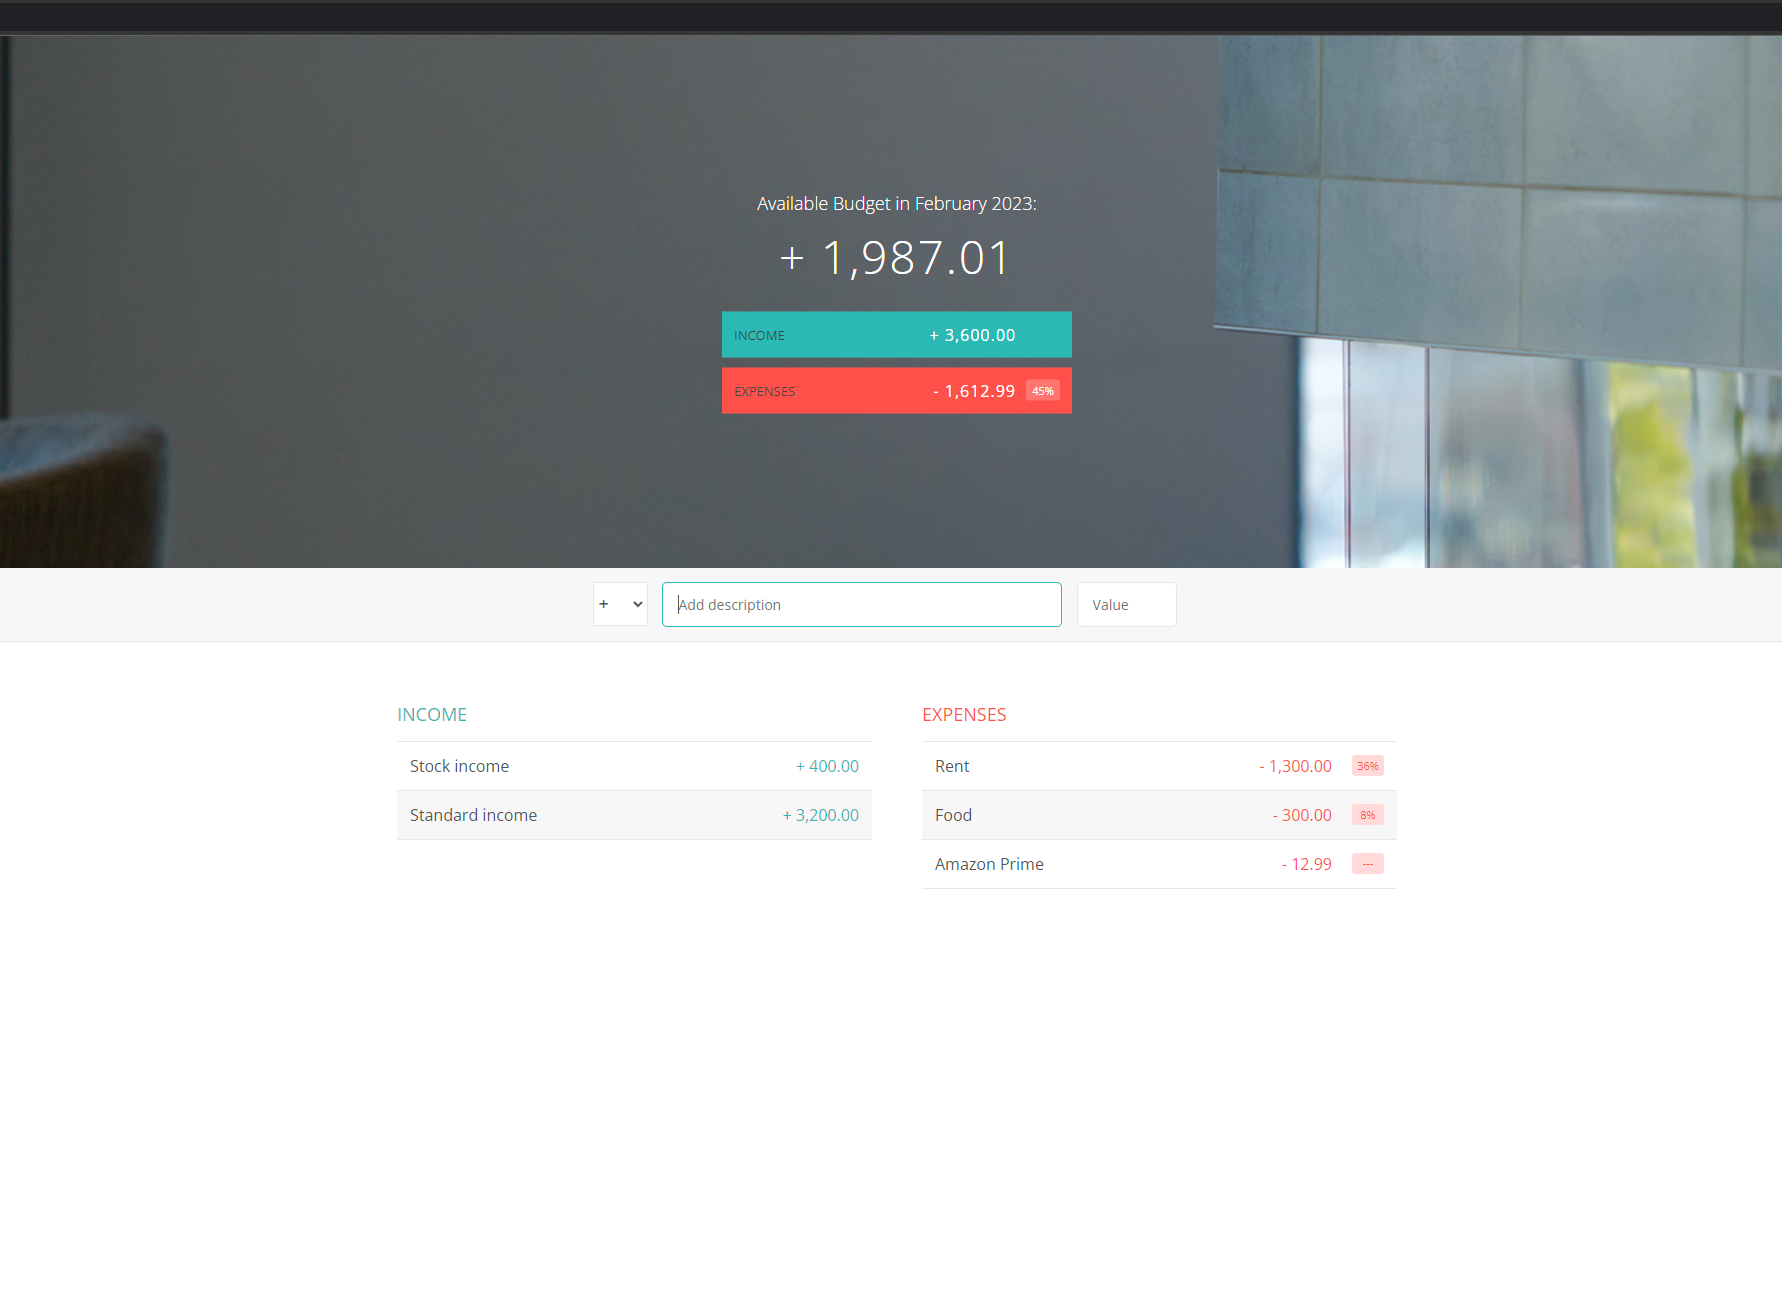 Available Budget in February 2023:
+ 1,987.01
INCOME + 3,600.00
EXPENSES - 1,612.99 45%
+ Add description Value
INCOME
Stock income + 400.00
Standard income + 3,200.00
EXPENSES
Rent - 1,300.00 36%
Food - 300.00 8%
Amazon Prime - 12.99 ---